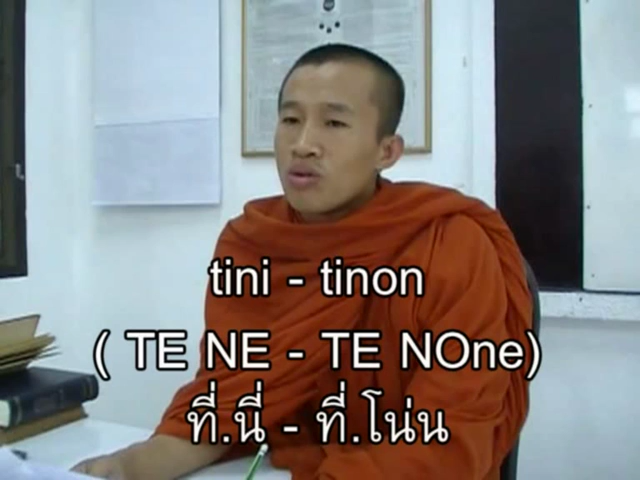 tini - tinon
( TE NE - TE NOne)
ที่.นี่ - ที่.โน่น